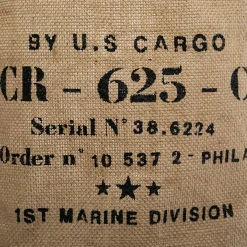 BY U.S CARGO
CR - 625 - C
Serial N° 38.6224
Order n° 10 537 2 - PHILA
1ST MARINE DIVISION